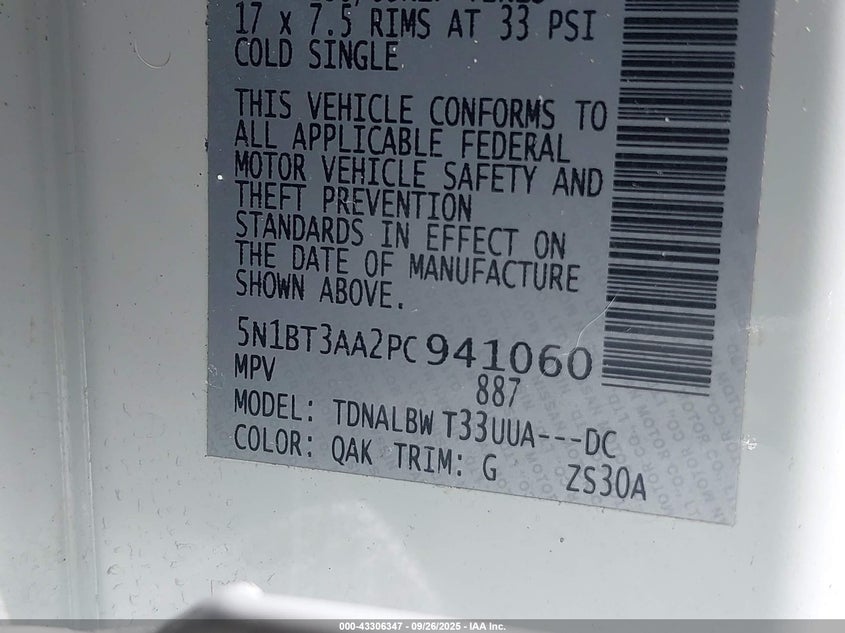 17 X 7.5 RIMS AT 33 PSI
COLD SINGLE
THIS VEHICLE CONFORMS TO
ALL APPLICABLE FEDERAL
MOTOR VEHICLE SAFETY AND
THEFT PREVENTION
STANDARDS IN EFFECT ON
THE DATE OF MANUFACTURE
SHOWN ABOVE.
5N1BT3AA2PC941060
MPV 887
MODEL: TDNALBW T33UUA---DC
COLOR: QAK TRIM: G ZS30A
000-43306347 - 09/26/2025 - IAA Inc.